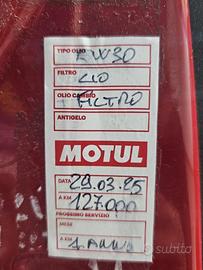 TIPO OLIO
5W30
FILTRO
OLIO
OLIO CAMBIO
FILTRO
ANTIGELO
MOTUL
DATA
29.03.25
A KM
127.000
PROSSIMO SERVIZIO
MESE
A KM
1 ANNO
subito